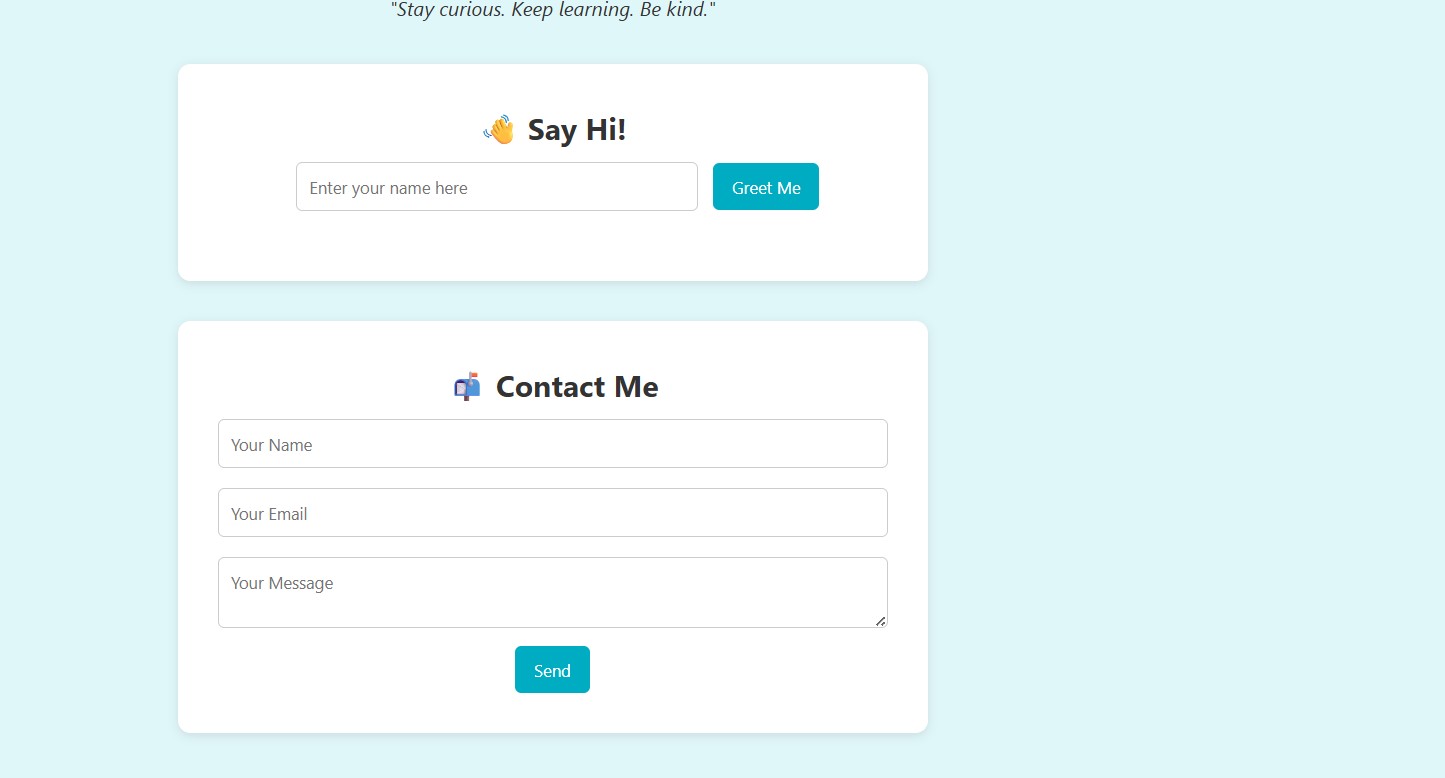 "Stay curious. Keep learning. Be kind."
👋 Say Hi!
Enter your name here
Greet Me
📬 Contact Me
Your Name
Your Email
Your Message
Send